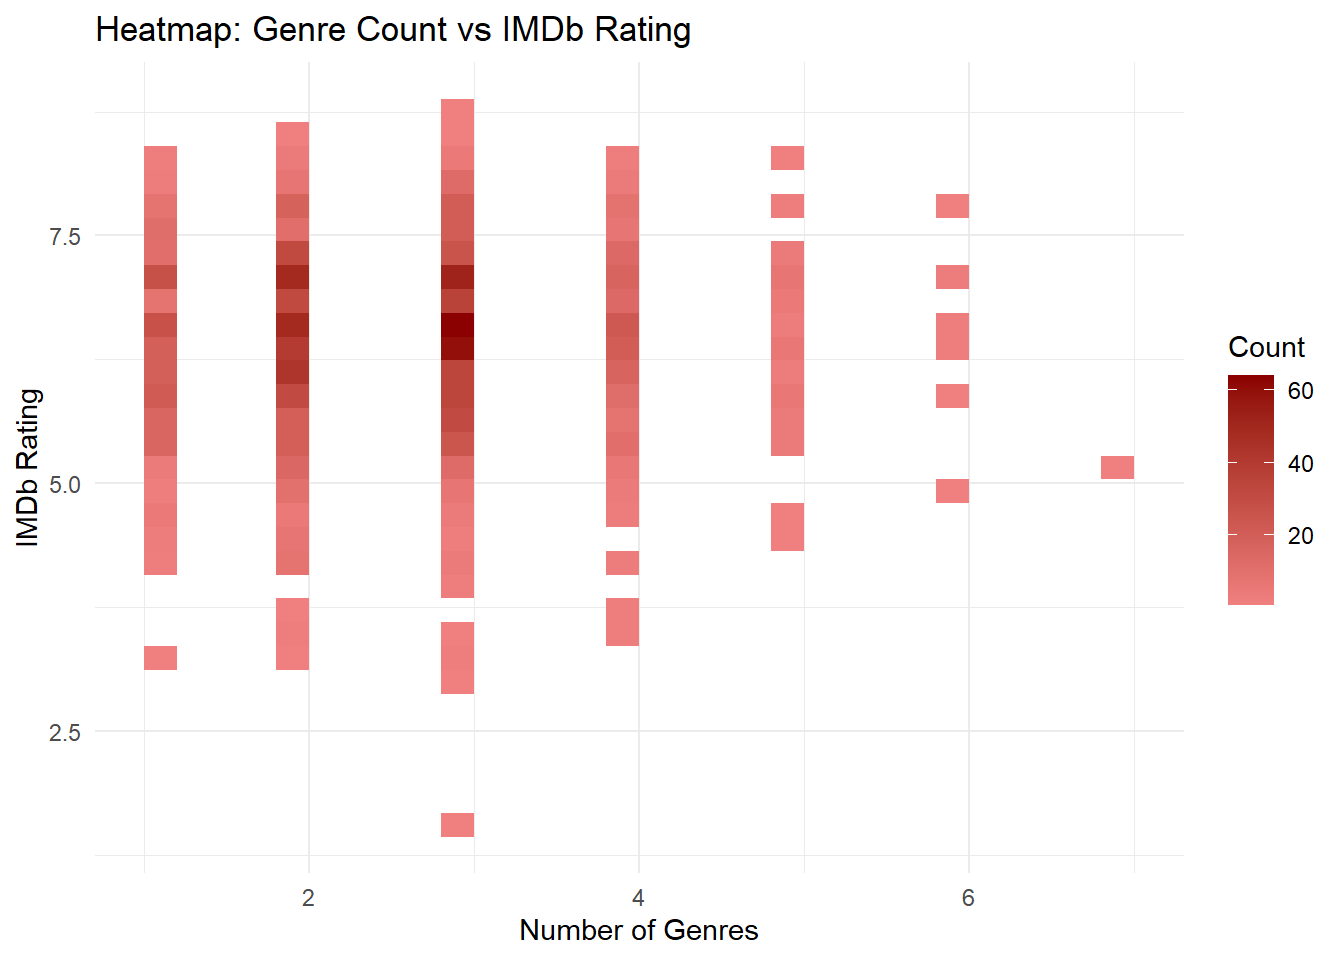 Heatmap: Genre Count vs IMDb Rating
7.5
5.0
2.5
IMDb Rating
2
4
6
Number of Genres
Count
60
40
20